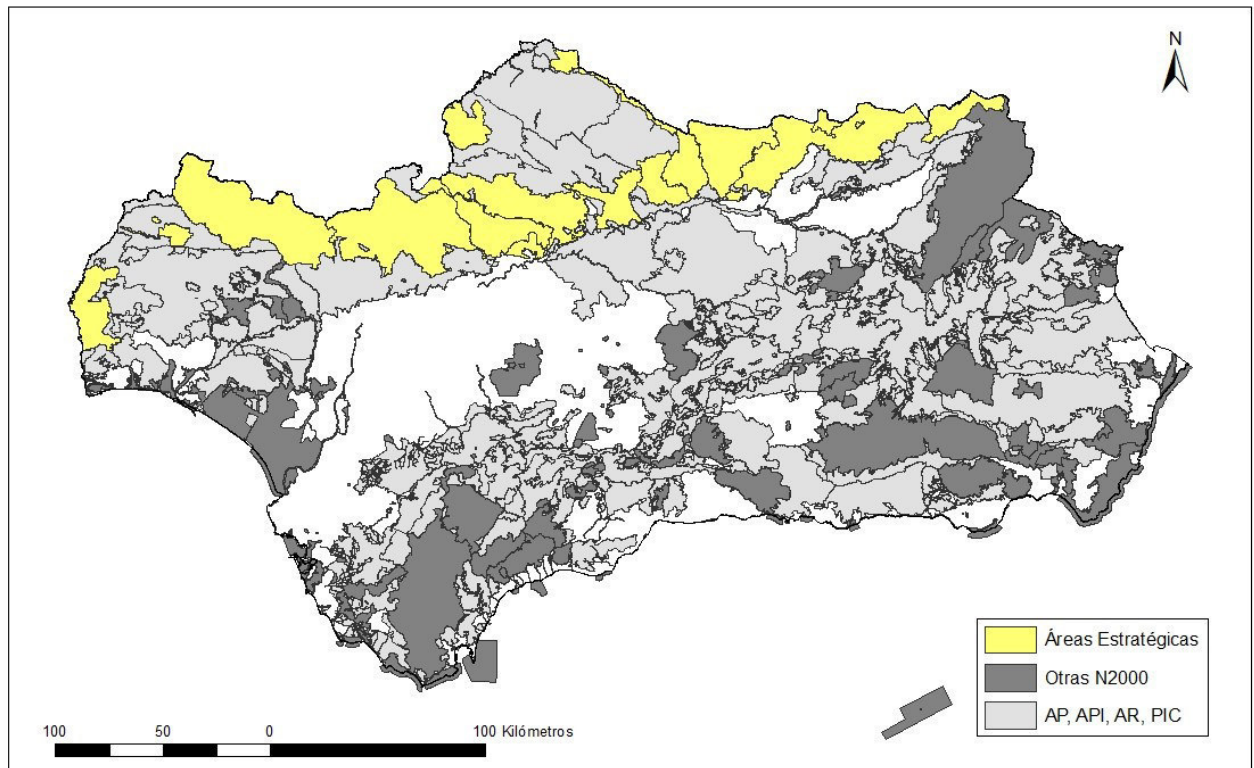 N
Áreas Estratégicas
Otras N2000
AP, API, AR, PIC
100 50 0 100 Kilómetros